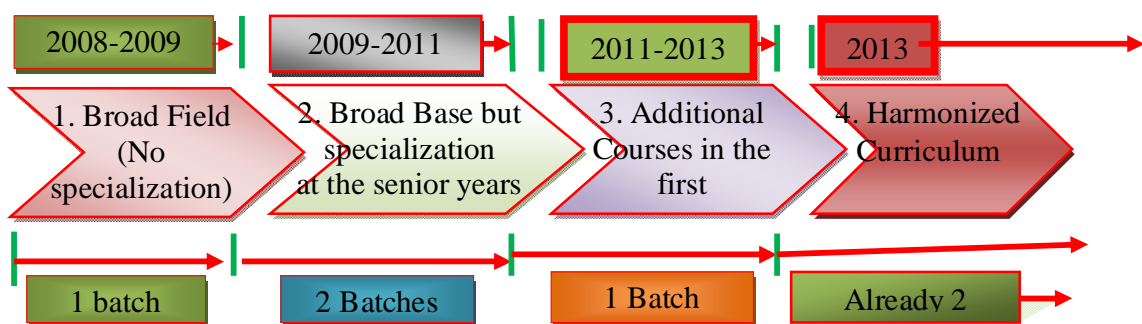 2008-2009
2009-2011
2011-2013
2013
1. Broad Field
(No
specialization)
2. Broad Base but
specialization
at the senior years
3. Additional
Courses in the
first
4. Harmonized
Curriculum
1 batch
2 Batches
1 Batch
Already 2